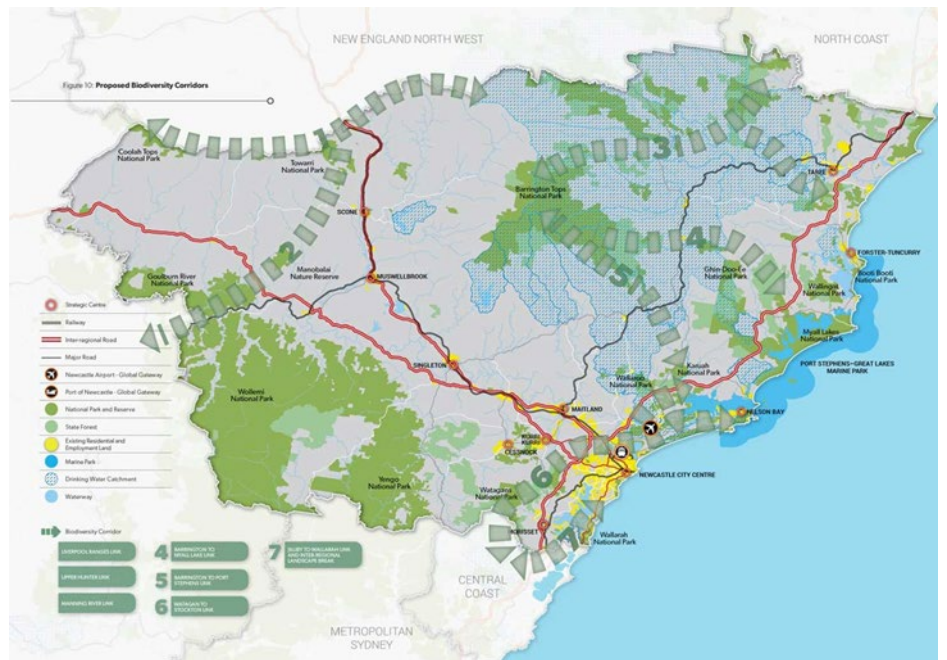 NEW ENGLAND NORTH WEST
NORTH COAST
Figure 10: Proposed Biodiversity Corridors
1
Coolah Tops
National Park
Towarri
National Park
3
TAREE
Barrington Tops
National Park
SCONE
2
4
FORSTER-TUNCURRY
Goulburn River
National Park
Manobalai
Nature Reserve
MUSWELLBROOK
5
Ghin-Doo-Ee
National Park
Booti Booti
National Park
Wallingat
National Park
Myall Lakes
National Park
PORT STEPHENS–GREAT LAKES
MARINE PARK
Strategic Centre
Railway
Inter-regional Road
Major Road
Newcastle Airport - Global Gateway
Port of Newcastle - Global Gateway
National Park and Reserve
State Forest
Existing Residential and
Employment Land
Marine Park
Drinking Water Catchment
Waterway
Wollemi
National Park
SINGLETON
Wallaroo
National Park
Karuah
National Park
MAITLAND
NELSON BAY
KURRI
KURRI
CESSNOCK
6
NEWCASTLE CITY CENTRE
Yengo
National Park
Watagans
National Park
MORISSET
7
Wallarah
National Park
Biodiversity Corridor
LIVERPOOL RANGES LINK
UPPER HUNTER LINK
MANNING RIVER LINK
4 BARRINGTON TO
MYALL LAKE LINK
5 BARRINGTON TO PORT
STEPHENS LINK
6 WATAGAN TO
STOCKTON LINK
7 JILIBY TO WALLARAH LINK
AND INTER-REGIONAL
LANDSCAPE BREAK
CENTRAL
COAST
METROPOLITAN
SYDNEY